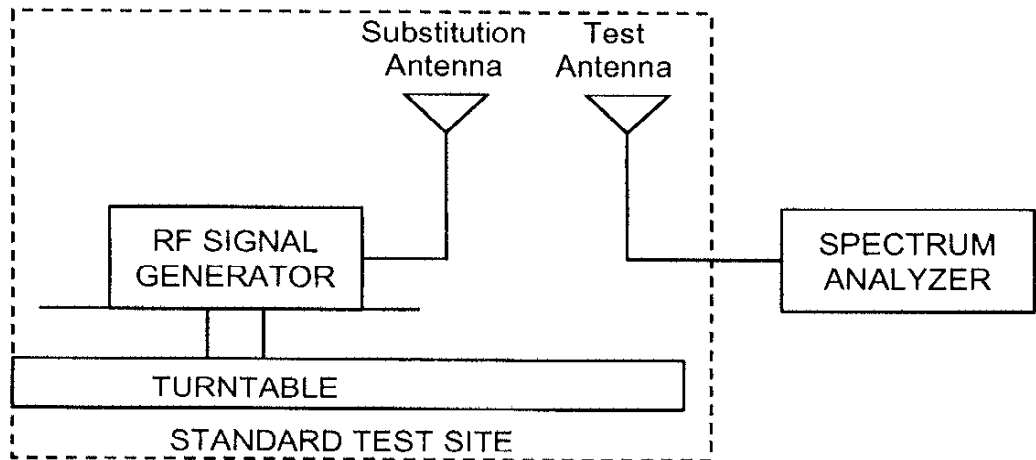 Substitution
Antenna
Test
Antenna
RF SIGNAL
GENERATOR
SPECTRUM
ANALYZER
TURNTABLE
STANDARD TEST SITE